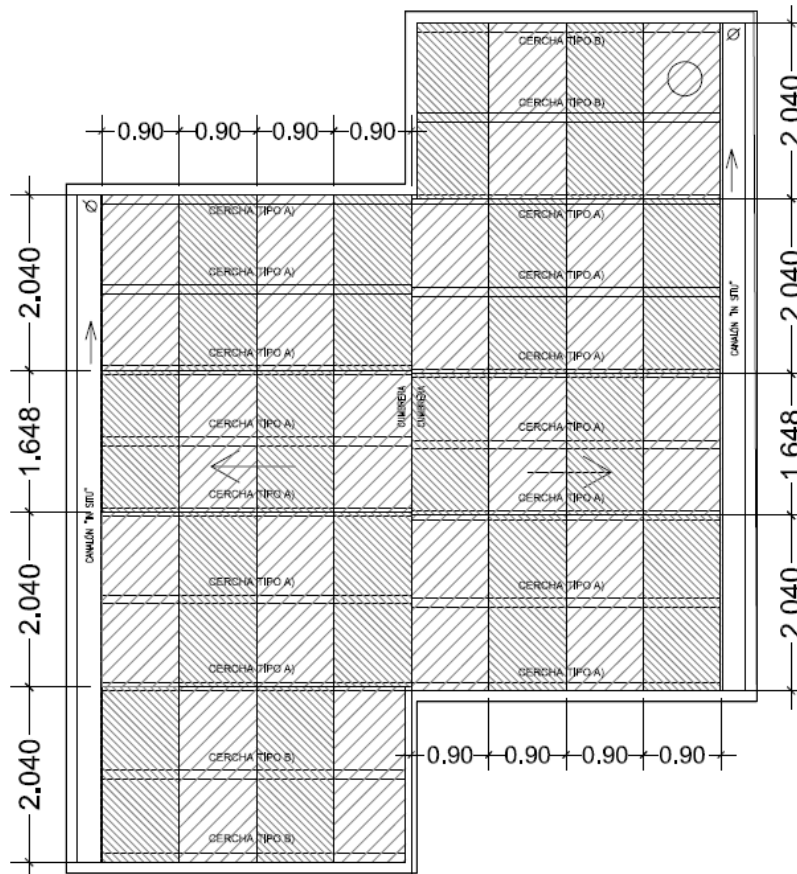 CERCHA TIPO B)
Ø
CERCHA TIPO B)
2.040
0.90 0.90 0.90 0.90
Ø
CERCHA TIPO A)
CERCHA TIPO A)
CERCHA TIPO A)
CERCHA TIPO A)
2.040
2.040
CANALÓN "IN SITU"
CERCHA TIPO A)
CERCHA TIPO A)
CUMBRERA
CUMBRERA
CERCHA TIPO A)
CERCHA TIPO A)
1.648
1.648
CERCHA TIPO A)
CERCHA TIPO A)
CANALÓN "IN SITU"
CERCHA TIPO A)
CERCHA TIPO A)
2.040
2.040
CERCHA TIPO A)
CERCHA TIPO A)
CERCHA TIPO B)
0.90 0.90 0.90 0.90
2.040
CERCHA TIPO B)